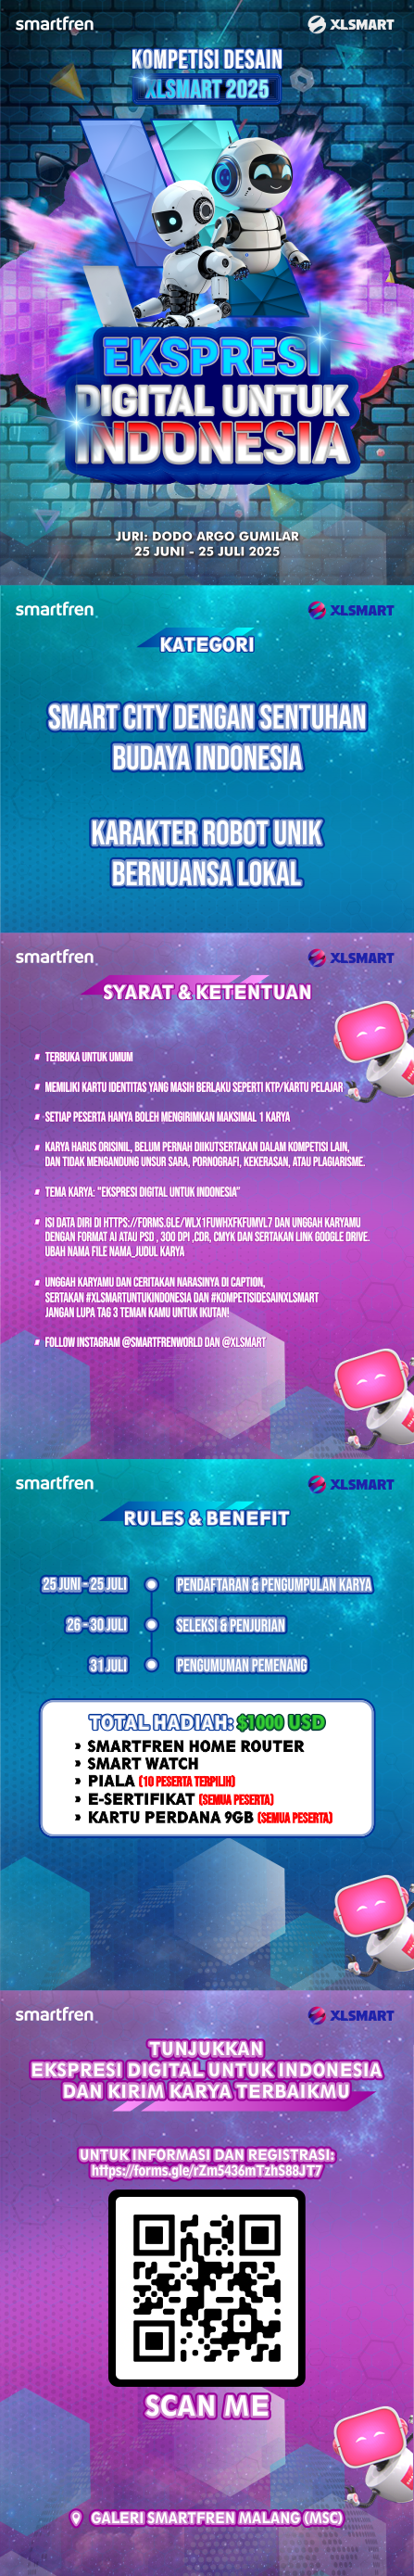 smartfren
XLSMART
KOMPETISI DESAIN
XLSMART 2025
EKSPRESI
DIGITAL UNTUK
INDONESIA
JURI: DODO ARGO GUMILAR
25 JUNI - 25 JULI 2025
smartfren
XLSMART
KATEGORI
SMART CITY DENGAN SENTUHAN
BUDAYA INDONESIA
KARAKTER ROBOT UNIK
BERNUANSA LOKAL
smartfren
XLSMART
SYARAT & KETENTUAN
# TERBUKA UNTUK UMUM
# MEMILIKI KARTU IDENTITAS YANG MASIH BERLAKU SEPERTI KTP/KARTU PELAJAR
# SETIAP PESERTA HANYA BOLEH MENGIRIMKAN MAKSIMAL 1 KARYA
# KARYA HARUS ORISINIL, BELUM PERNAH DIIKUTSERTAKAN DALAM KOMPETISI LAIN,
DAN TIDAK MENGANDUNG UNSUR SARA, PORNOGRAFI, KEKERASAN, ATAU PLAGIARISME.
# TEMA KARYA: "EKSPRESI DIGITAL UNTUK INDONESIA"
# ISI DATA DIRI DI HTTPS://FORMS.GLE/WLX1FUWHXFKFUMVL7 DAN UNGGAH KARYAMU
DENGAN FORMAT AI ATAU PSD , 300 DPI ,CDR, CMYK DAN SERTAKAN LINK GOOGLE DRIVE.
UBAH NAMA FILE NAMA_JUDUL KARYA
# UNGGAH KARYAMU DAN CERITAKAN NARASINYA DI CAPTION,
SERTAKAN #XLSMARTUNTUKINDONESIA DAN #KOMPETISIDESAINXLSMART
JANGAN LUPA TAG 3 TEMAN KAMU UNTUK IKUTAN!
# FOLLOW INSTAGRAM @SMARTFRENWORLD DAN @XLSMART
smartfren
XLSMART
RULES & BENEFIT
25 JUNI - 25 JULI PENDAFTARAN & PENGUMPULAN KARYA
26 - 30 JULI SELEKSI & PENJURIAN
31 JULI PENGUMUMAN PEMENANG
TOTAL HADIAH: $1000 USD
» SMARTFREN HOME ROUTER
» SMART WATCH
» PIALA (10 PESERTA TERPILIH)
» E-SERTIFIKAT (SEMUA PESERTA)
» KARTU PERDANA 9GB (SEMUA PESERTA)
smartfren
XLSMART
TUNJUKKAN
EKSPRESI DIGITAL UNTUK INDONESIA
DAN KIRIM KARYA TERBAIKMU
UNTUK INFORMASI DAN REGISTRASI:
https://forms.gle/rZm5436mTzhS88JT7
SCAN ME
GALERI SMARTFREN MALANG (MSC)